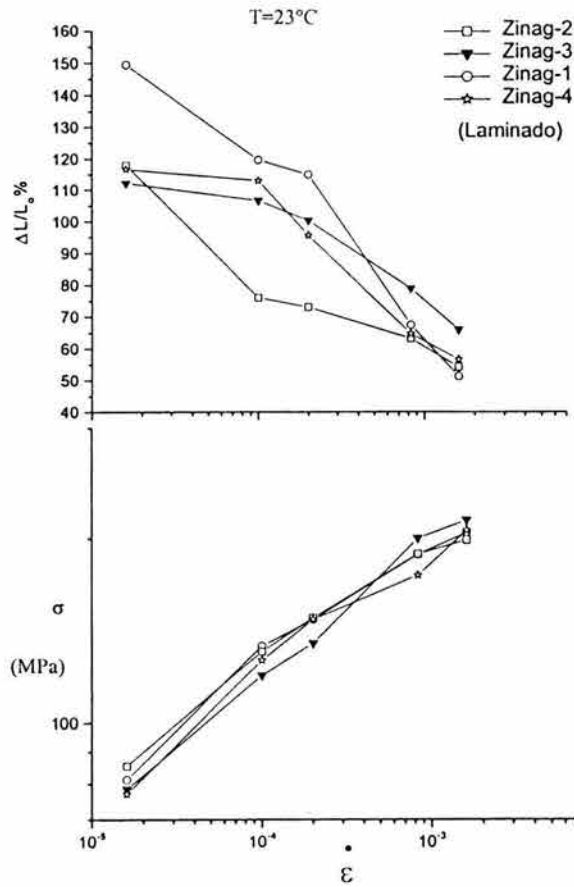 T=23°C
Zinag-2
Zinag-3
Zinag-1
Zinag-4
(Laminado)
160
150
140
130
120
110
100
90
80
70
60
50
40
ΔL/Lₒ%
σ
(MPa)
100
10⁻⁵ 10⁻⁴ 10⁻³
ε̇